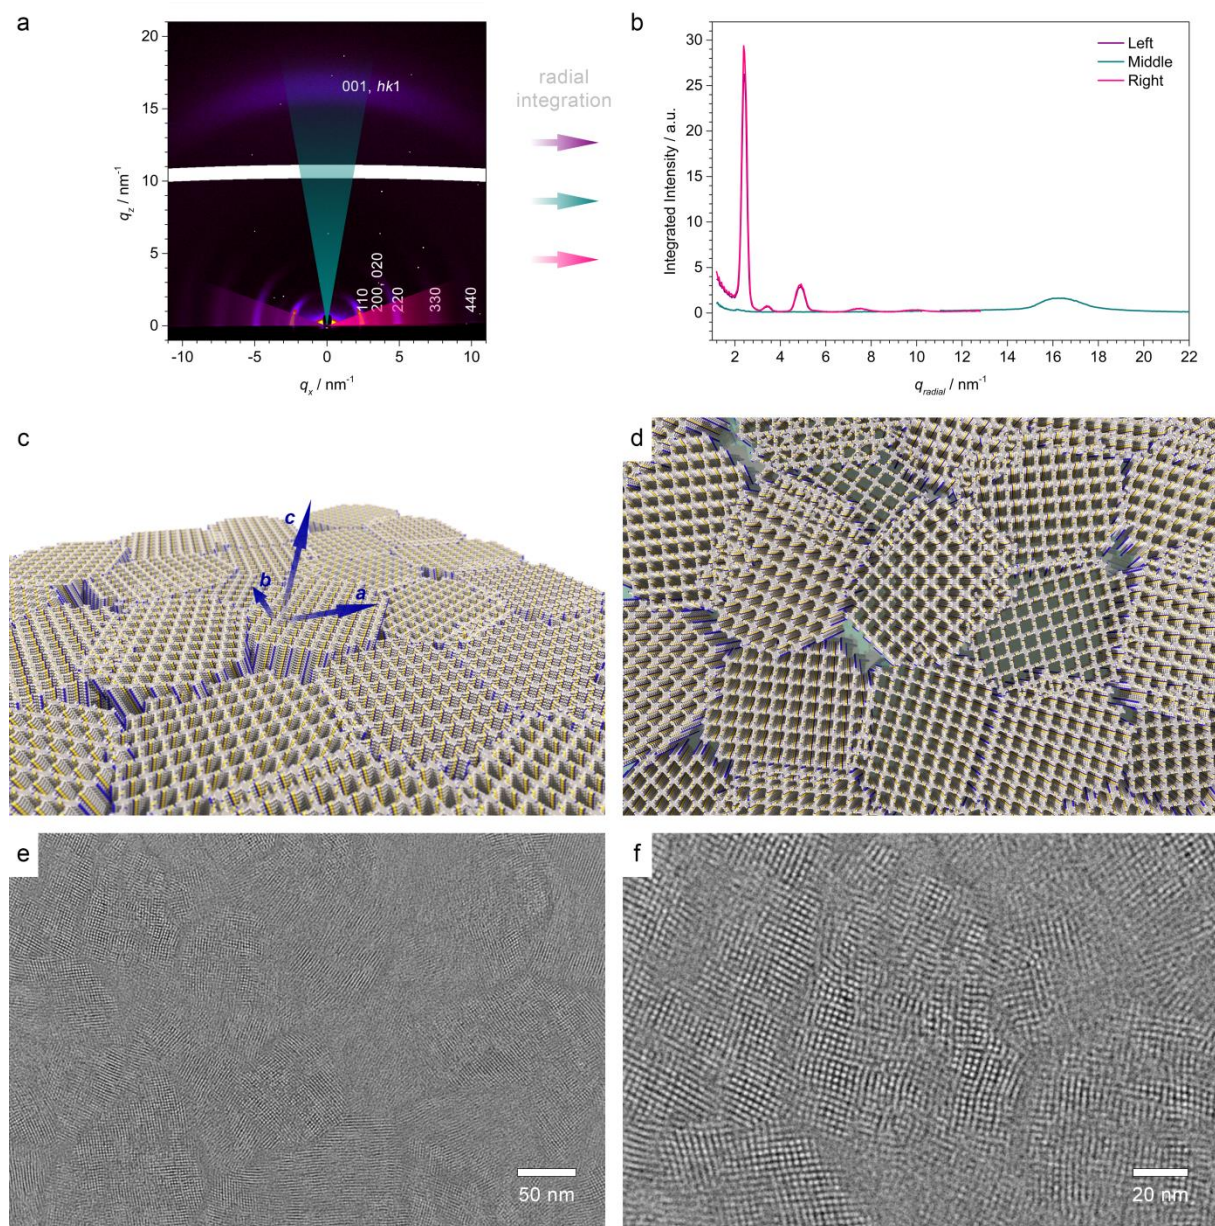 a
20
15
10
5
0
q_z / nm⁻¹
001, hk1
110
200, 020
220
330
440
-10
-5
0
5
10
q_x / nm⁻¹
radial
integration
b
30
25
20
15
10
5
0
Integrated Intensity / a.u.
Left
Middle
Right
2
4
6
8
10
12
14
16
18
20
22
q_radial / nm⁻¹
c
c
b
a
d
e
50 nm
f
20 nm